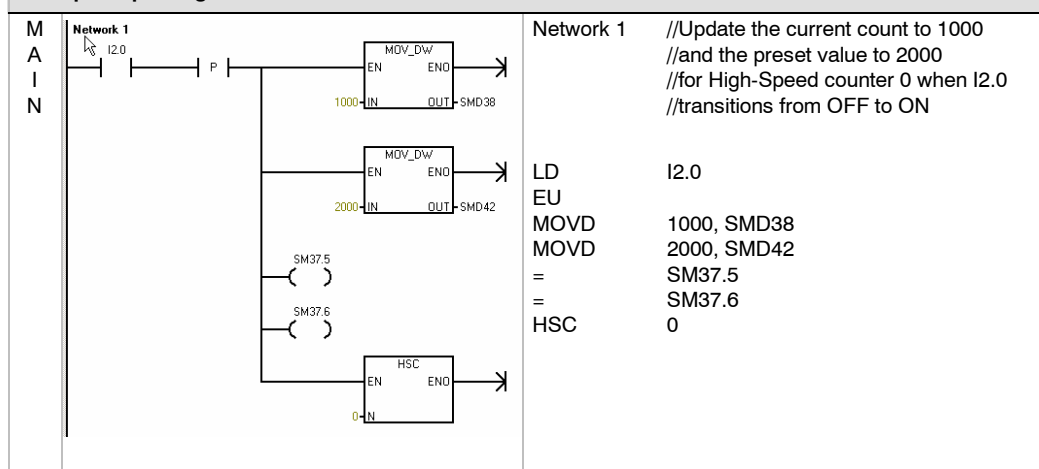 M
A
I
N
Network 1
I2.0
P
MOV_DW
EN ENO
1000 IN OUT SMD38
MOV_DW
EN ENO
2000 IN OUT SMD42
SM37.5
SM37.6
HSC
EN ENO
0 N
Network 1 //Update the current count to 1000
//and the preset value to 2000
//for High-Speed counter 0 when I2.0
//transitions from OFF to ON
LD I2.0
EU
MOVD 1000, SMD38
MOVD 2000, SMD42
= SM37.5
= SM37.6
HSC 0